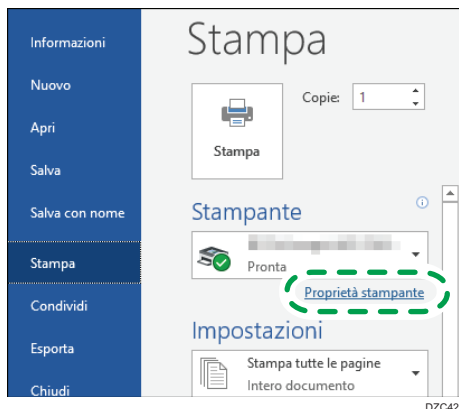 Informazioni
Nuovo
Apri
Salva
Salva con nome
Stampa
Condividi
Esporta
Chiudi
Stampa
Copie: 1
Stampa
Stampante
Pronta
Proprietà stampante
Impostazioni
Stampa tutte le pagine
Intero documento
DZC42